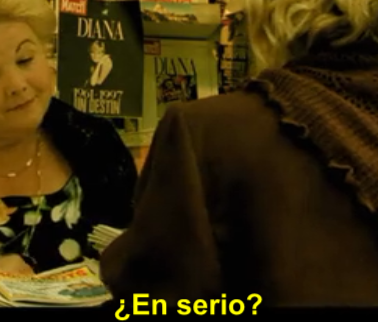 MATCH
DIANA
1961-1997
UN DESTIN
DIANA
¿En serio?